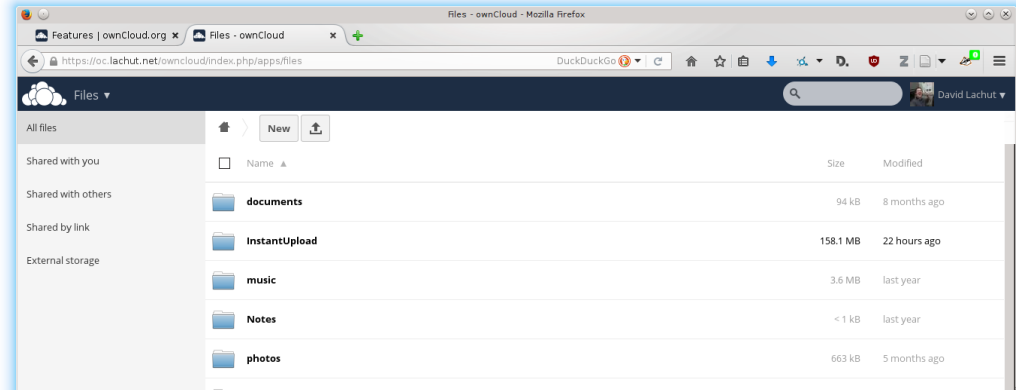 Files - ownCloud - Mozilla Firefox
Features | ownCloud.org
Files - ownCloud
https://oc.lachut.net/owncloud/index.php/apps/files
DuckDuckGo
Files
David Lachut
All files
New
Shared with you
Name Size Modified
Shared with others
documents 94 kB 8 months ago
Shared by link
InstantUpload 158.1 MB 22 hours ago
External storage
music 3.6 MB last year
Notes < 1 kB last year
photos 663 kB 5 months ago